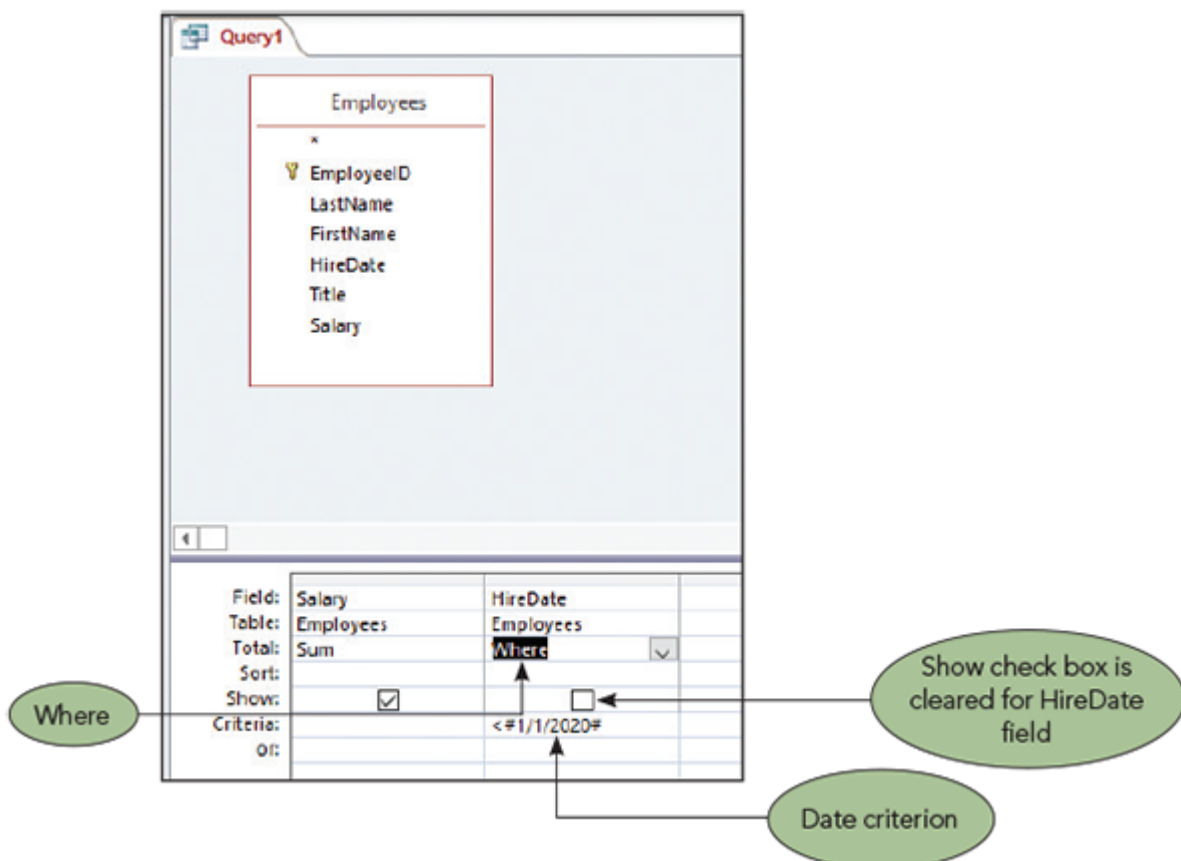 Query1
Employees
*
EmployeeID
LastName
FirstName
HireDate
Title
Salary
Field: Salary HireDate
Table: Employees Employees
Total: Sum Where
Sort:
Show:
Criteria: <#1/1/2020#
or:
Where
Show check box is
cleared for HireDate
field
Date criterion